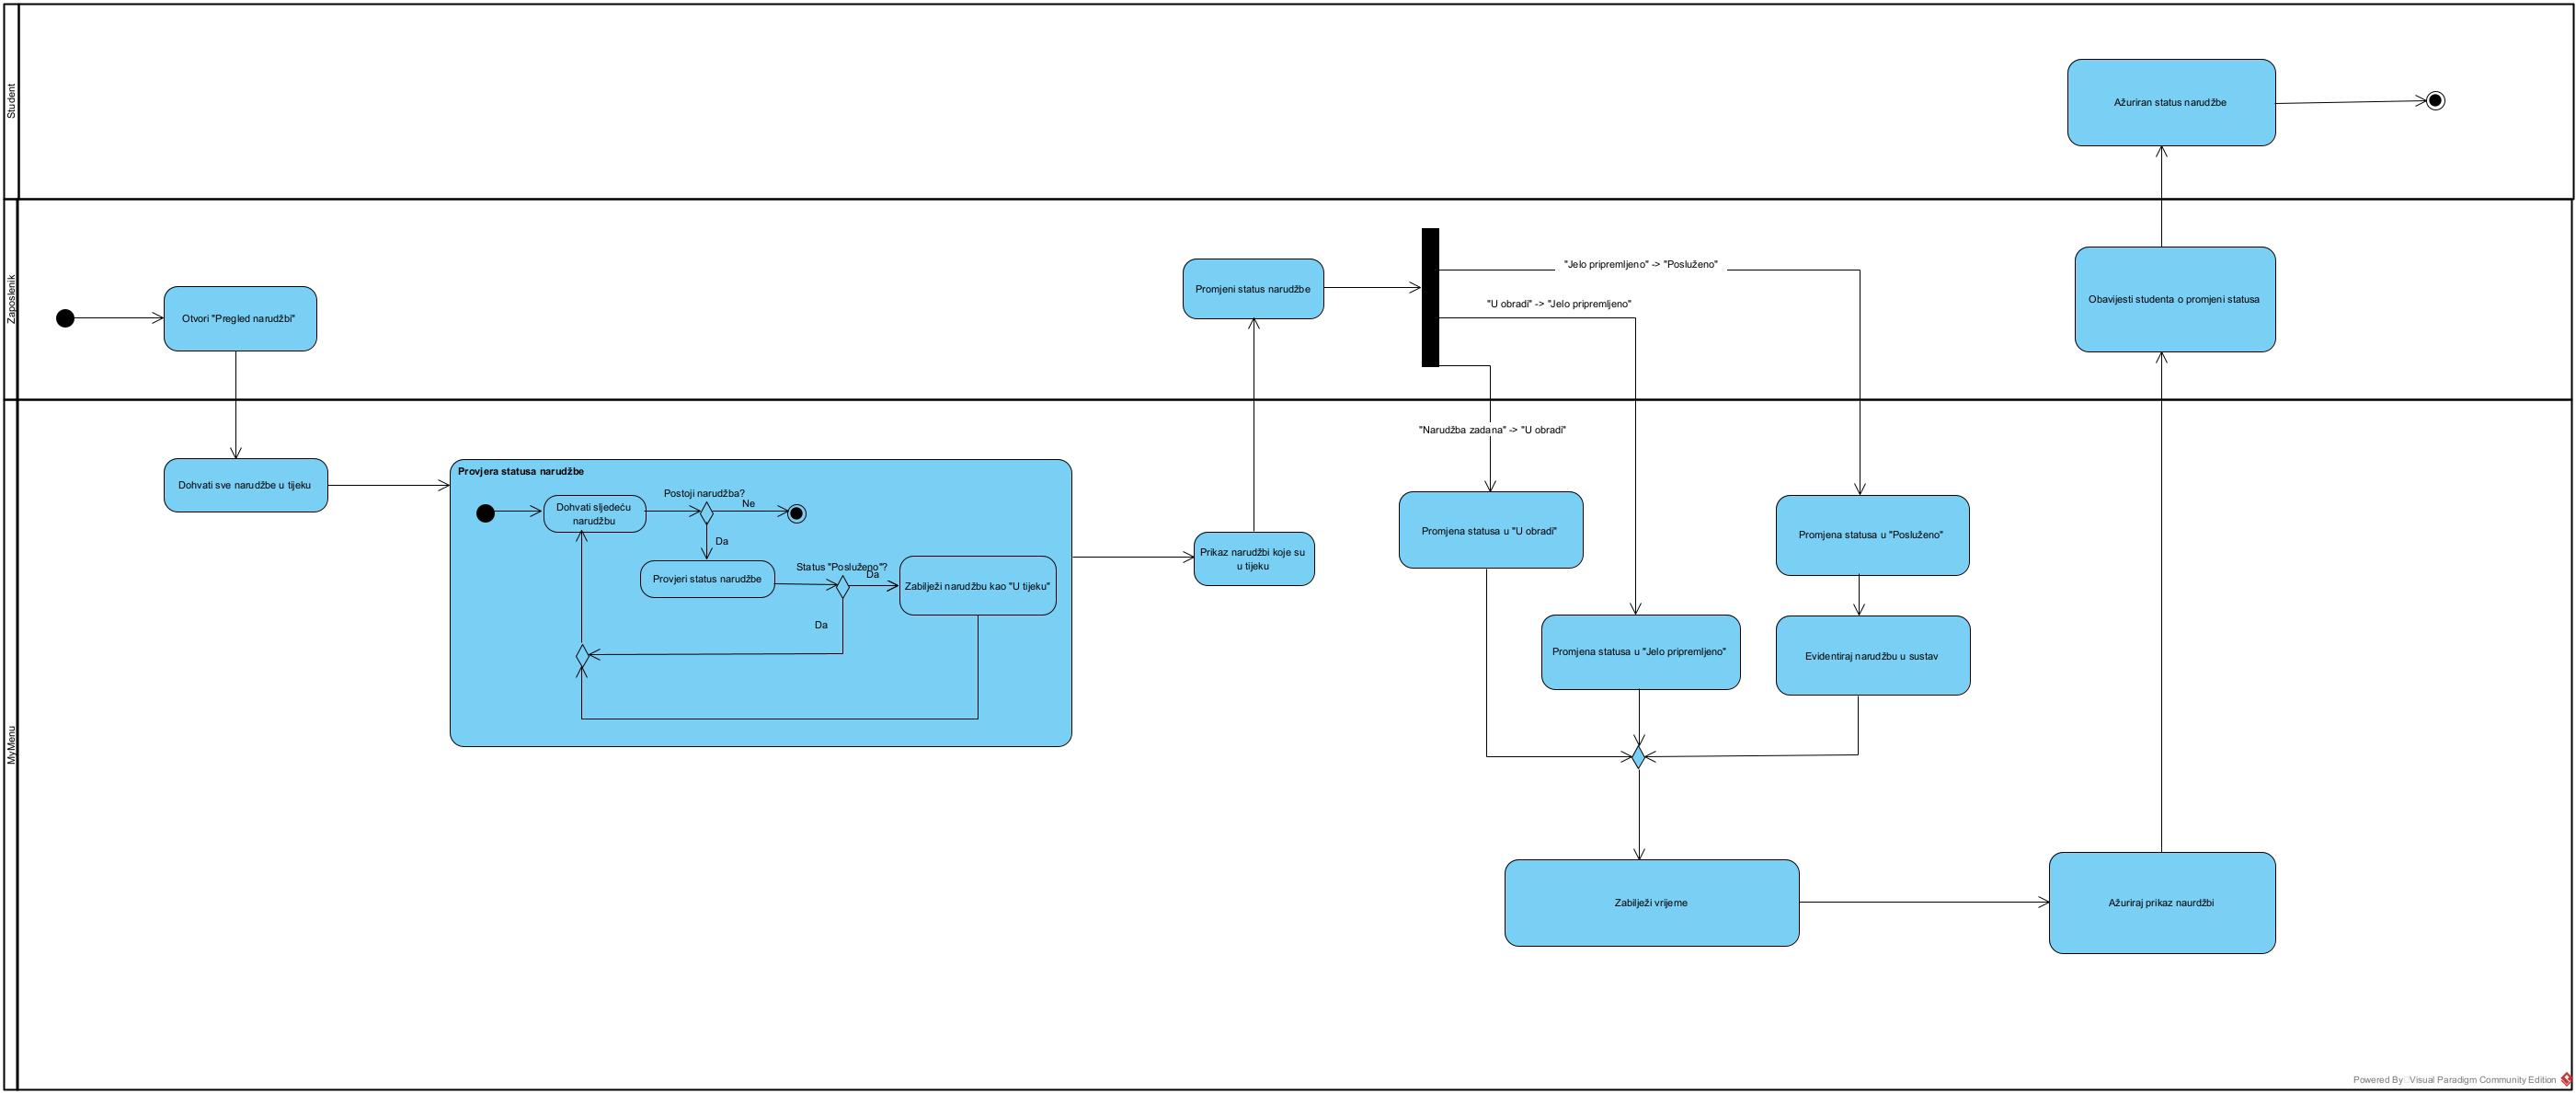 Student
Ažuriran status narudžbe
Zaposlenik
Otvori "Pregled narudžbi"
Promjeni status narudžbe
"Jelo pripremljeno" -> "Posluženo"
"U obradi" -> "Jelo pripremljeno"
Obavijesti studenta o promjeni statusa
MyMenu
"Narudžba zadana" -> "U obradi"
Dohvati sve narudžbe u tijeku
Provjera statusa narudžbe
Dohvati sljedeću
narudžbu
Postoji narudžba?
Ne
Da
Provjeri status narudžbe
Status "Posluženo"?
Da
Zabilježi narudžbu kao "U tijeku"
Da
Prikaz narudžbi koje su
u tijeku
Promjena statusa u "U obradi"
Promjena statusa u "Posluženo"
Promjena statusa u "Jelo pripremljeno"
Evidentiraj narudžbu u sustav
Zabilježi vrijeme
Ažuriraj prikaz naurdžbi
Powered By Visual Paradigm Community Edition